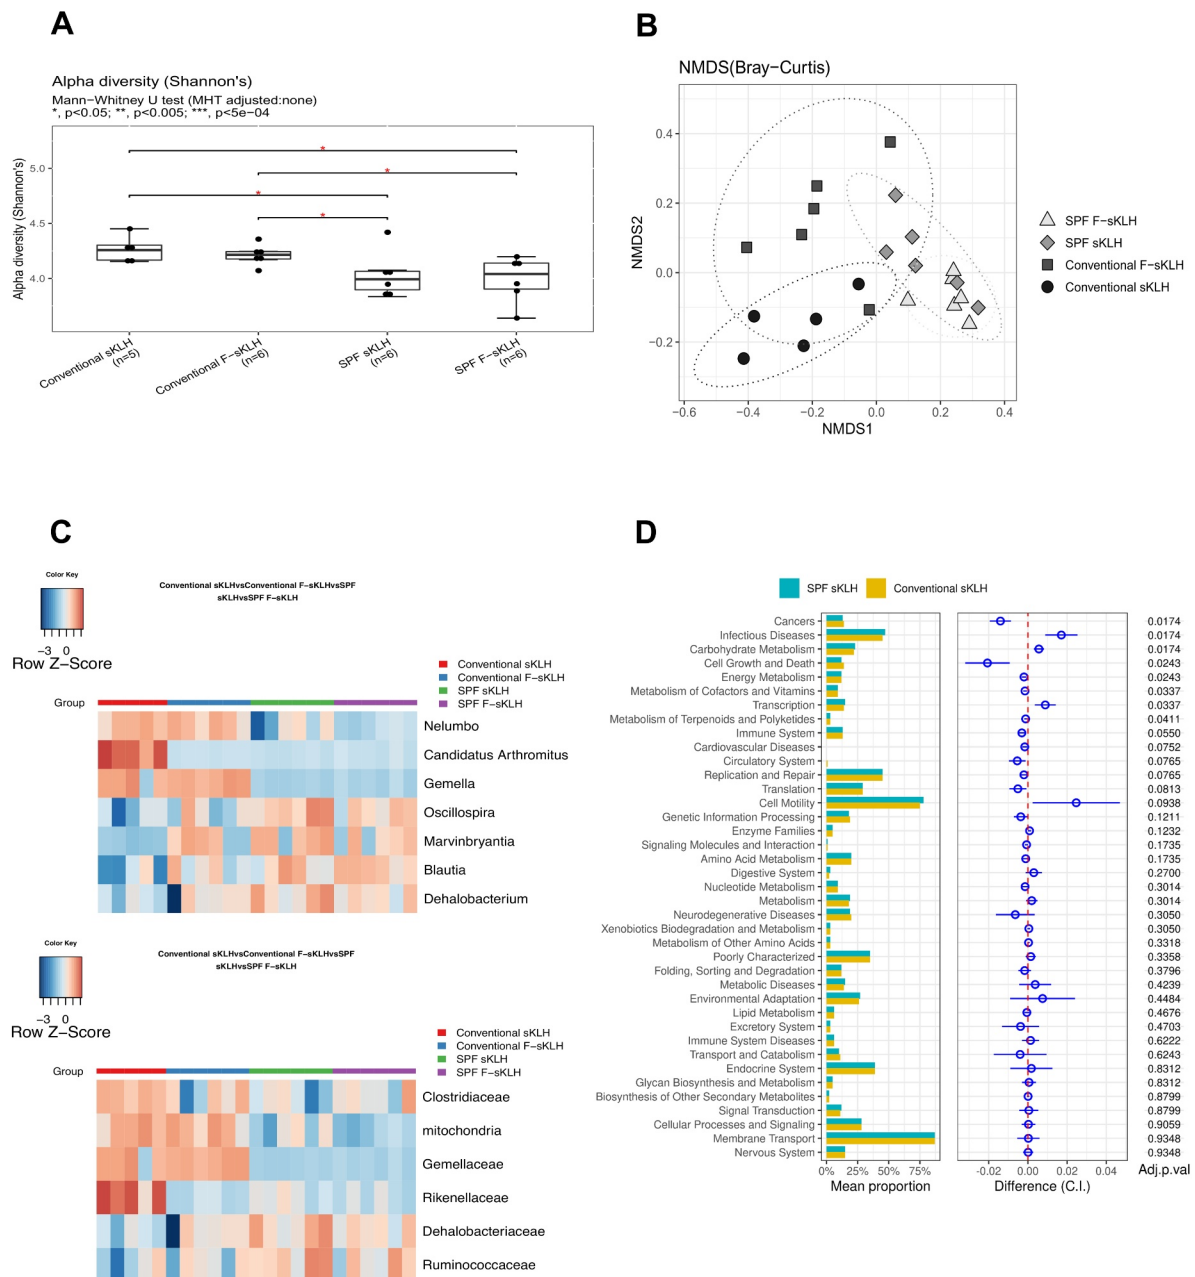 A
Alpha diversity (Shannon's)
Mann−Whitney U test (MHT adjusted:none)
*, p<0.05; **, p<0.005; ***, p<5e−04
Alpha diversity (Shannon's)
5.0
4.5
4.0
*
*
*
*
Conventional sKLH
(n=5)
Conventional F−sKLH
(n=6)
SPF sKLH
(n=6)
SPF F−sKLH
(n=6)
B
NMDS(Bray−Curtis)
NMDS2
0.4
0.2
0.0
−0.2
−0.6 −0.4 −0.2 0.0 0.2 0.4
NMDS1
SPF F−sKLH
SPF sKLH
Conventional F−sKLH
Conventional sKLH
C
Color Key
−3 0
Row Z−Score
Conventional sKLHvsConventional F−sKLHvsSPF
sKLHvsSPF F−sKLH
Conventional sKLH
Conventional F−sKLH
SPF sKLH
SPF F−sKLH
Group
Nelumbo
Candidatus Arthromitus
Gemella
Oscillospira
Marvinbryantia
Blautia
Dehalobacterium
Color Key
−3 0
Row Z−Score
Conventional sKLHvsConventional F−sKLHvsSPF
sKLHvsSPF F−sKLH
Conventional sKLH
Conventional F−sKLH
SPF sKLH
SPF F−sKLH
Group
Clostridiaceae
mitochondria
Gemellaceae
Rikenellaceae
Dehalobacteriaceae
Ruminococcaceae
D
SPF sKLH Conventional sKLH
Cancers 0.0174
Infectious Diseases 0.0174
Carbohydrate Metabolism 0.0174
Cell Growth and Death 0.0243
Energy Metabolism 0.0243
Metabolism of Cofactors and Vitamins 0.0337
Transcription 0.0337
Metabolism of Terpenoids and Polyketides 0.0411
Immune System 0.0550
Cardiovascular Diseases 0.0752
Circulatory System 0.0765
Replication and Repair 0.0765
Translation 0.0813
Cell Motility 0.0938
Genetic Information Processing 0.1211
Enzyme Families 0.1232
Signaling Molecules and Interaction 0.1735
Amino Acid Metabolism 0.1735
Digestive System 0.2700
Nucleotide Metabolism 0.3014
Metabolism 0.3014
Neurodegenerative Diseases 0.3050
Xenobiotics Biodegradation and Metabolism 0.3050
Metabolism of Other Amino Acids 0.3318
Poorly Characterized 0.3358
Folding, Sorting and Degradation 0.3796
Metabolic Diseases 0.4239
Environmental Adaptation 0.4484
Lipid Metabolism 0.4676
Excretory System 0.4703
Immune System Diseases 0.6222
Transport and Catabolism 0.6243
Endocrine System 0.8312
Glycan Biosynthesis and Metabolism 0.8312
Biosynthesis of Other Secondary Metabolites 0.8799
Signal Transduction 0.8799
Cellular Processes and Signaling 0.9059
Membrane Transport 0.9348
Nervous System 0.9348
0% 25% 50% 75% -0.02 0.00 0.02 0.04
Mean proportion Difference (C.I.) Adj.p.val